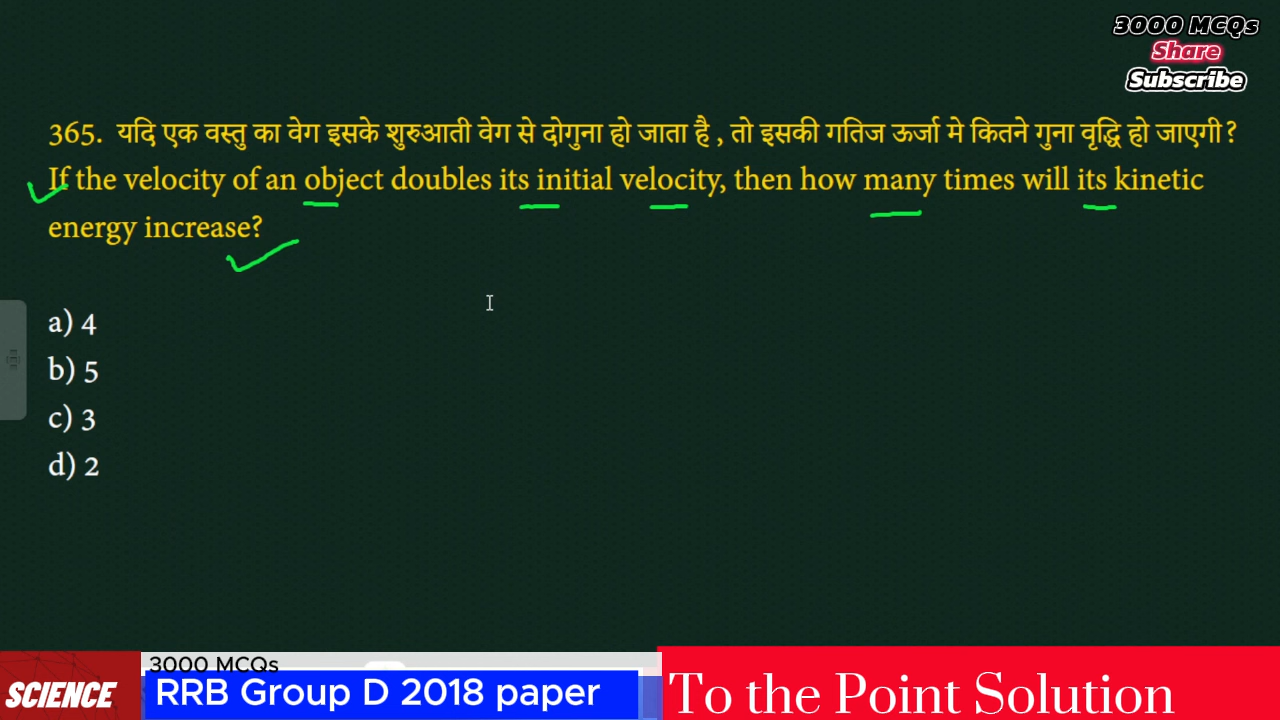 3000 MCQs
Share
Subscribe
365. यदि एक वस्तु का वेग इसके शुरुआती वेग से दोगुना हो जाता है , तो इसकी गतिज ऊर्जा मे कितने गुना वृद्धि हो जाएगी ?
If the velocity of an object doubles its initial velocity, then how many times will its kinetic
energy increase?
a) 4
b) 5
c) 3
d) 2
3000 MCQs
SCIENCE
RRB Group D 2018 paper
To the Point Solution